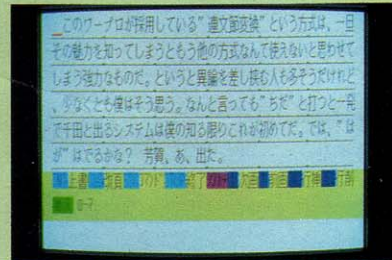 このワープロが採用している"連文節変換"という方式は、一旦
その魅力を知ってしまうともう他の方式なんて使えないと思わせて
しまう強力なものだ。というと異論を差し挟む人も多そうだけれど
、少なくとも僕はそう思う。なんと言っても"ちだ"と打つと一発
で千田と出るシステムは僕の知る限りこれが初めてだ。では、"は
が"はでるかな? 芳賀。あ、出た。
上書 終了 行挿 行削
ローマ